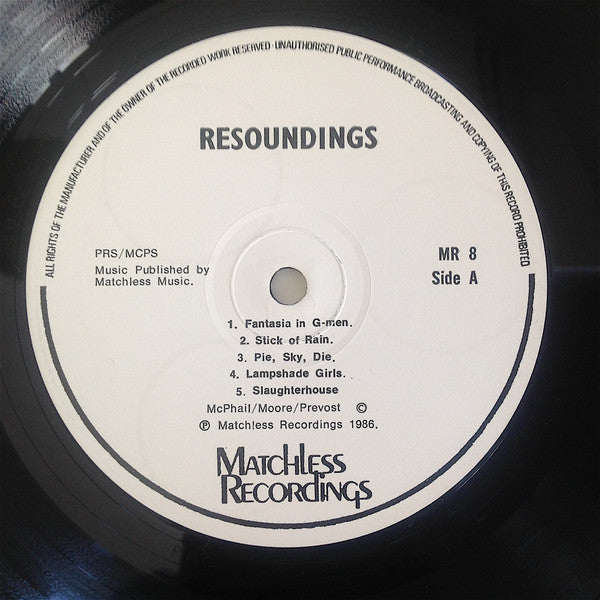 ALL RIGHTS OF THE MANUFACTURER AND OF THE OWNER OF THE RECORDED WORK RESERVED · UNAUTHORISED PUBLIC PERFORMANCE BROADCASTING AND COPYING OF THIS RECORD PROHIBITED
RESOUNDINGS
PRS/MCPS
Music Published by
Matchless Music.
MR 8
Side A
1. Fantasia in G-men.
2. Stick of Rain.
3. Pie, Sky, Die.
4. Lampshade Girls.
5. Slaughterhouse
McPhail/Moore/Prevost ©
℗ Matchless Recordings 1986.
MATCHLESS
RECORDINGS